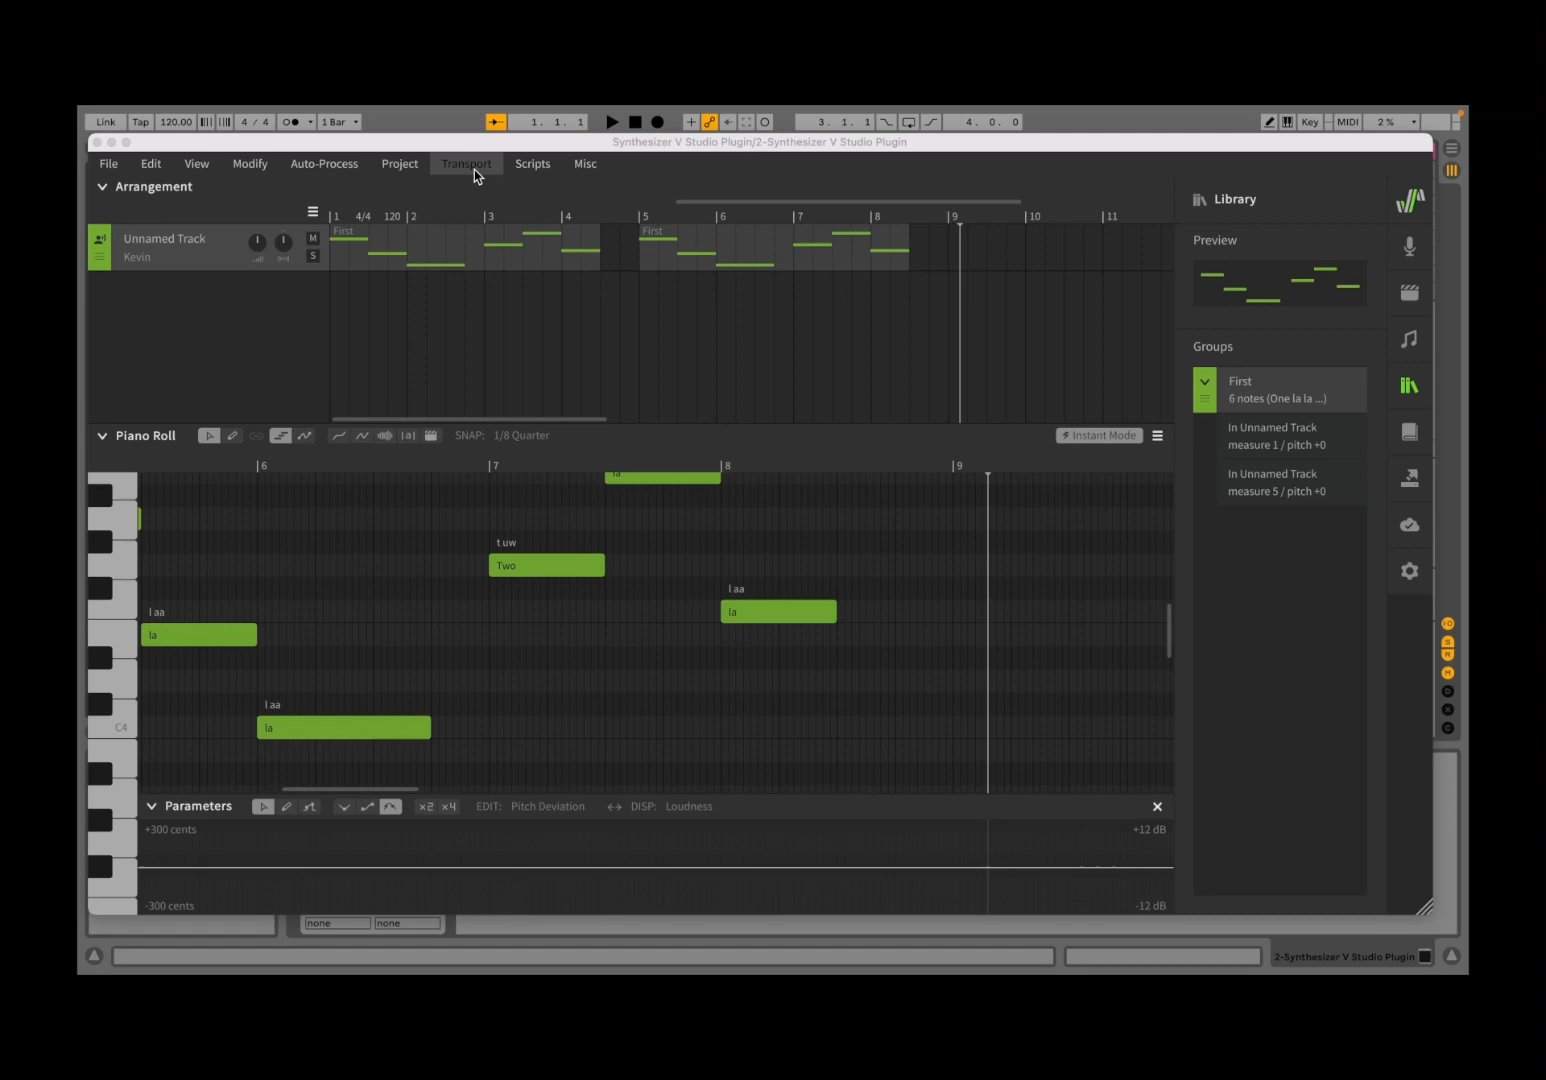 Link Tap 120.00 4 / 4 1 Bar 1. 1. 1 3. 1. 1 4. 0. 0 Key MIDI 2 %
Synthesizer V Studio Plugin/2-Synthesizer V Studio Plugin
File Edit View Modify Auto-Process Project Transport Scripts Misc
Arrangement
Library
1 4/4 120 2 3 4 5 6 7 8 9 10 11
Unnamed Track M
Kevin S
First First
Preview
Groups
First
6 notes (One la la ...)
In Unnamed Track
measure 1 / pitch +0
In Unnamed Track
measure 5 / pitch +0
Piano Roll SNAP: 1/8 Quarter Instant Mode
6 7 8 9
la
t uw
Two
l aa
la
l aa
la
l aa
la
C4
Parameters x2 x4 EDIT: Pitch Deviation DISP: Loudness
+300 cents +12 dB
-300 cents -12 dB
none none
2-Synthesizer V Studio Plugin